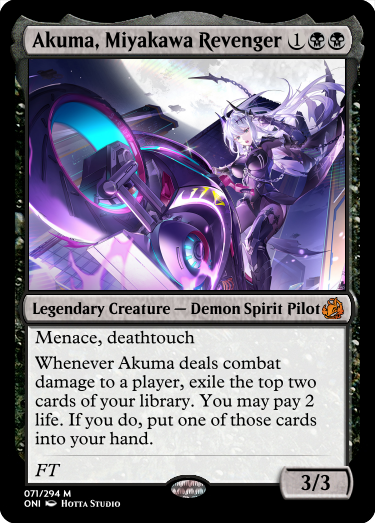 Akuma, Miyakawa Revenger 1
Legendary Creature — Demon Spirit Pilot
Menace, deathtouch
Whenever Akuma deals combat
damage to a player, exile the top two
cards of your library. You may pay 2
life. If you do, put one of those cards
into your hand.
FT
3/3
071/294 M
ONI HOTTA STUDIO